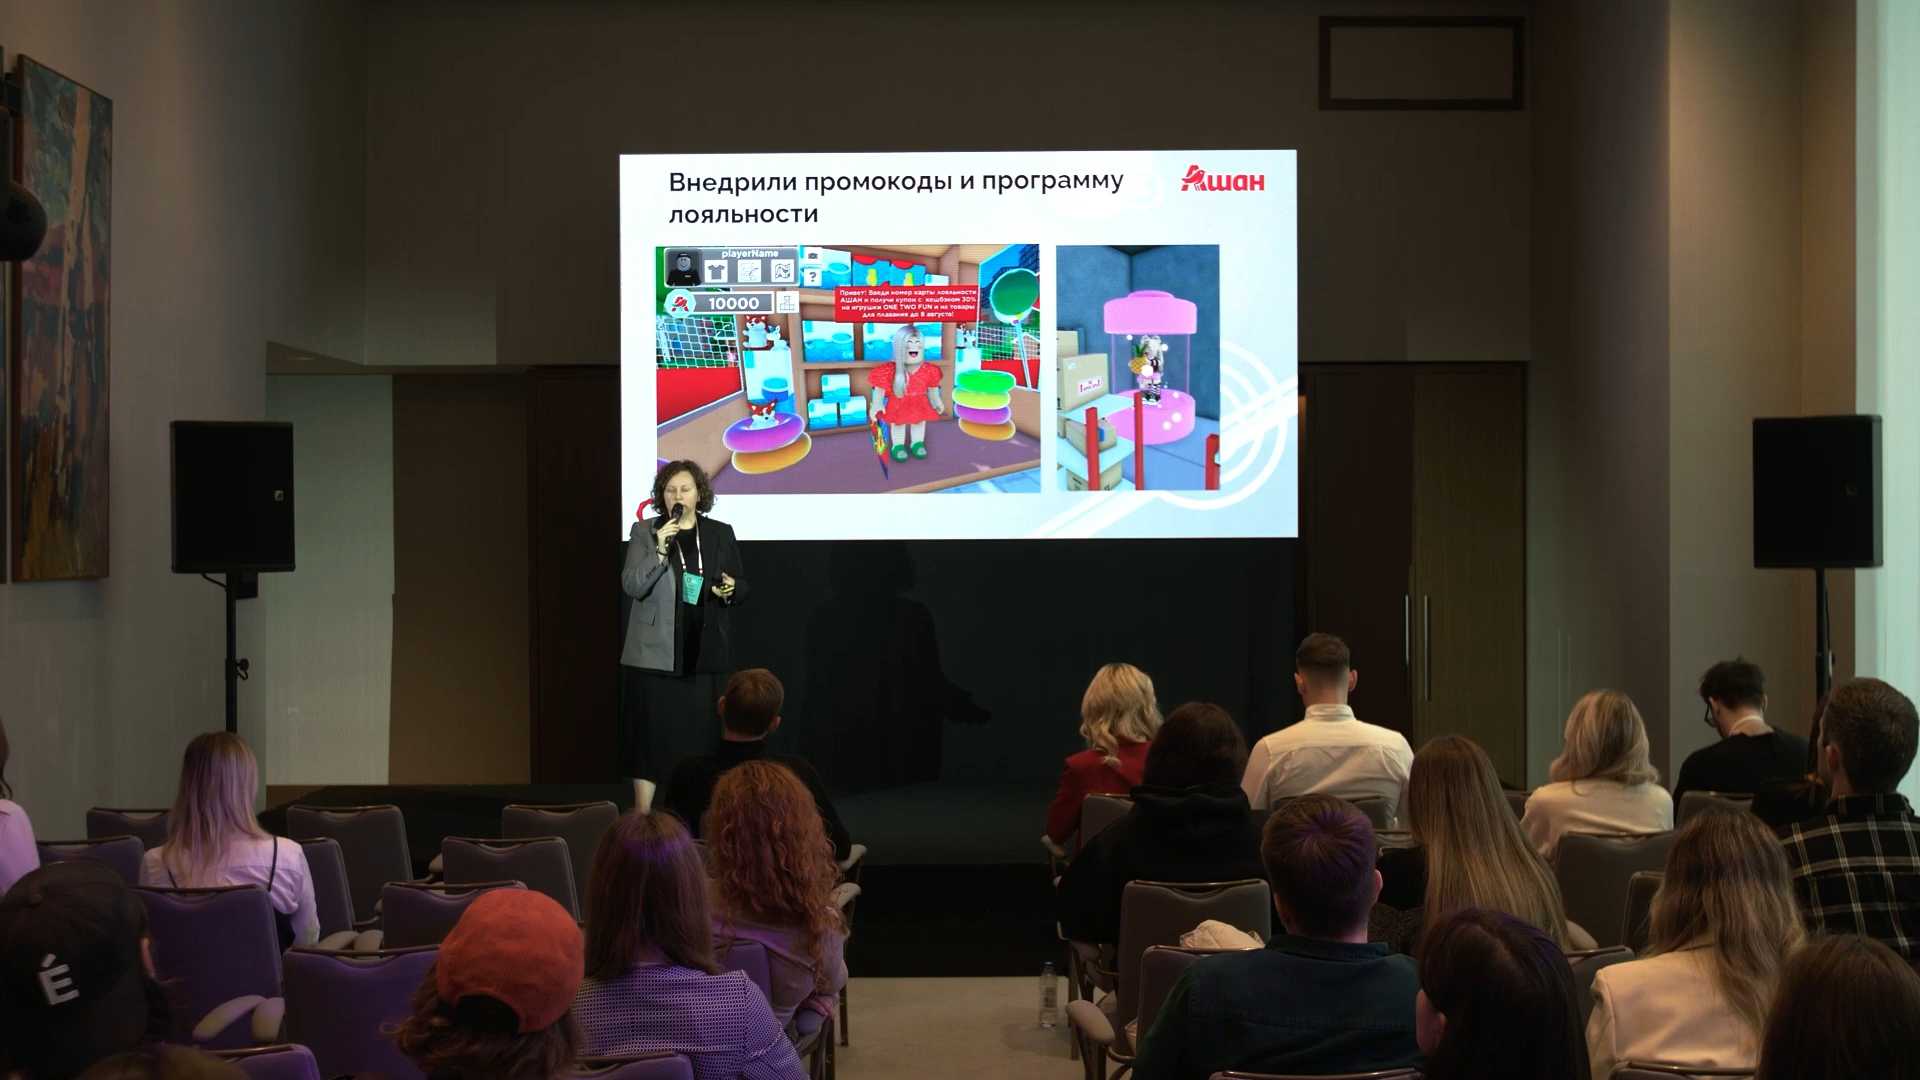 Внедрили промокоды и программу
лояльности
Ашан
playerName
10000
?
Привет! Введи номер карты лояльности
АШАН и получи купон с кешбэком 30%
на игрушки ONE TWO FUN и на товары
для плавания до 8 августа!
É